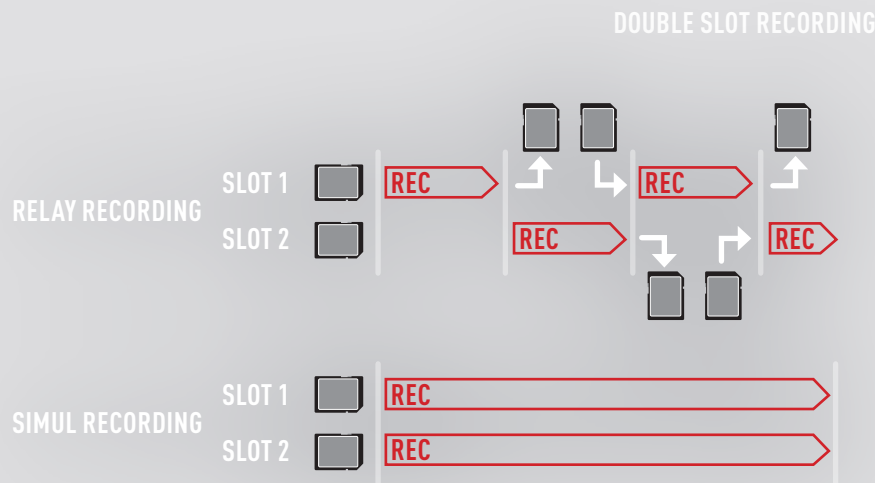 DOUBLE SLOT RECORDING
RELAY RECORDING
SLOT 1
REC
REC
SLOT 2
REC
REC
SIMUL RECORDING
SLOT 1
REC
SLOT 2
REC